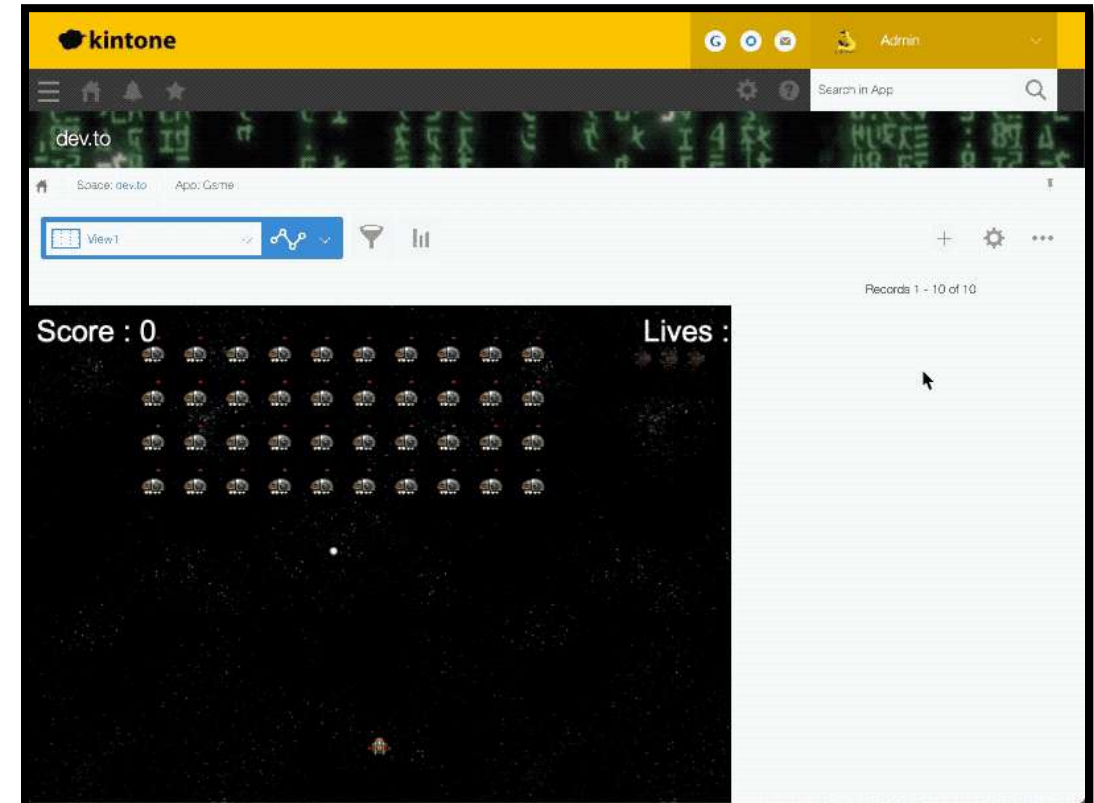 kintone
G
Admin
Search in App
dev.to
Space: dev.to App: Game
View1
Records 1 - 10 of 10
Score : 0
Lives :